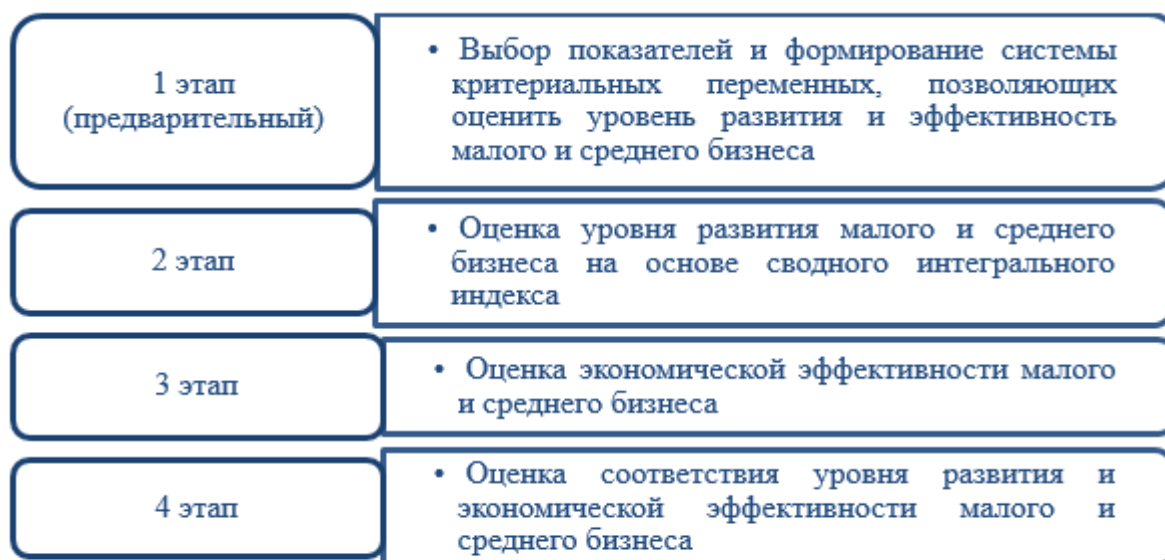 1 этап
(предварительный)
• Выбор показателей и формирование системы
критериальных переменных, позволяющих
оценить уровень развития и эффективность
малого и среднего бизнеса
2 этап
• Оценка уровня развития малого и среднего
бизнеса на основе сводного интегрального
индекса
3 этап
• Оценка экономической эффективности малого
и среднего бизнеса
4 этап
• Оценка соответствия уровня развития и
экономической эффективности малого и
среднего бизнеса